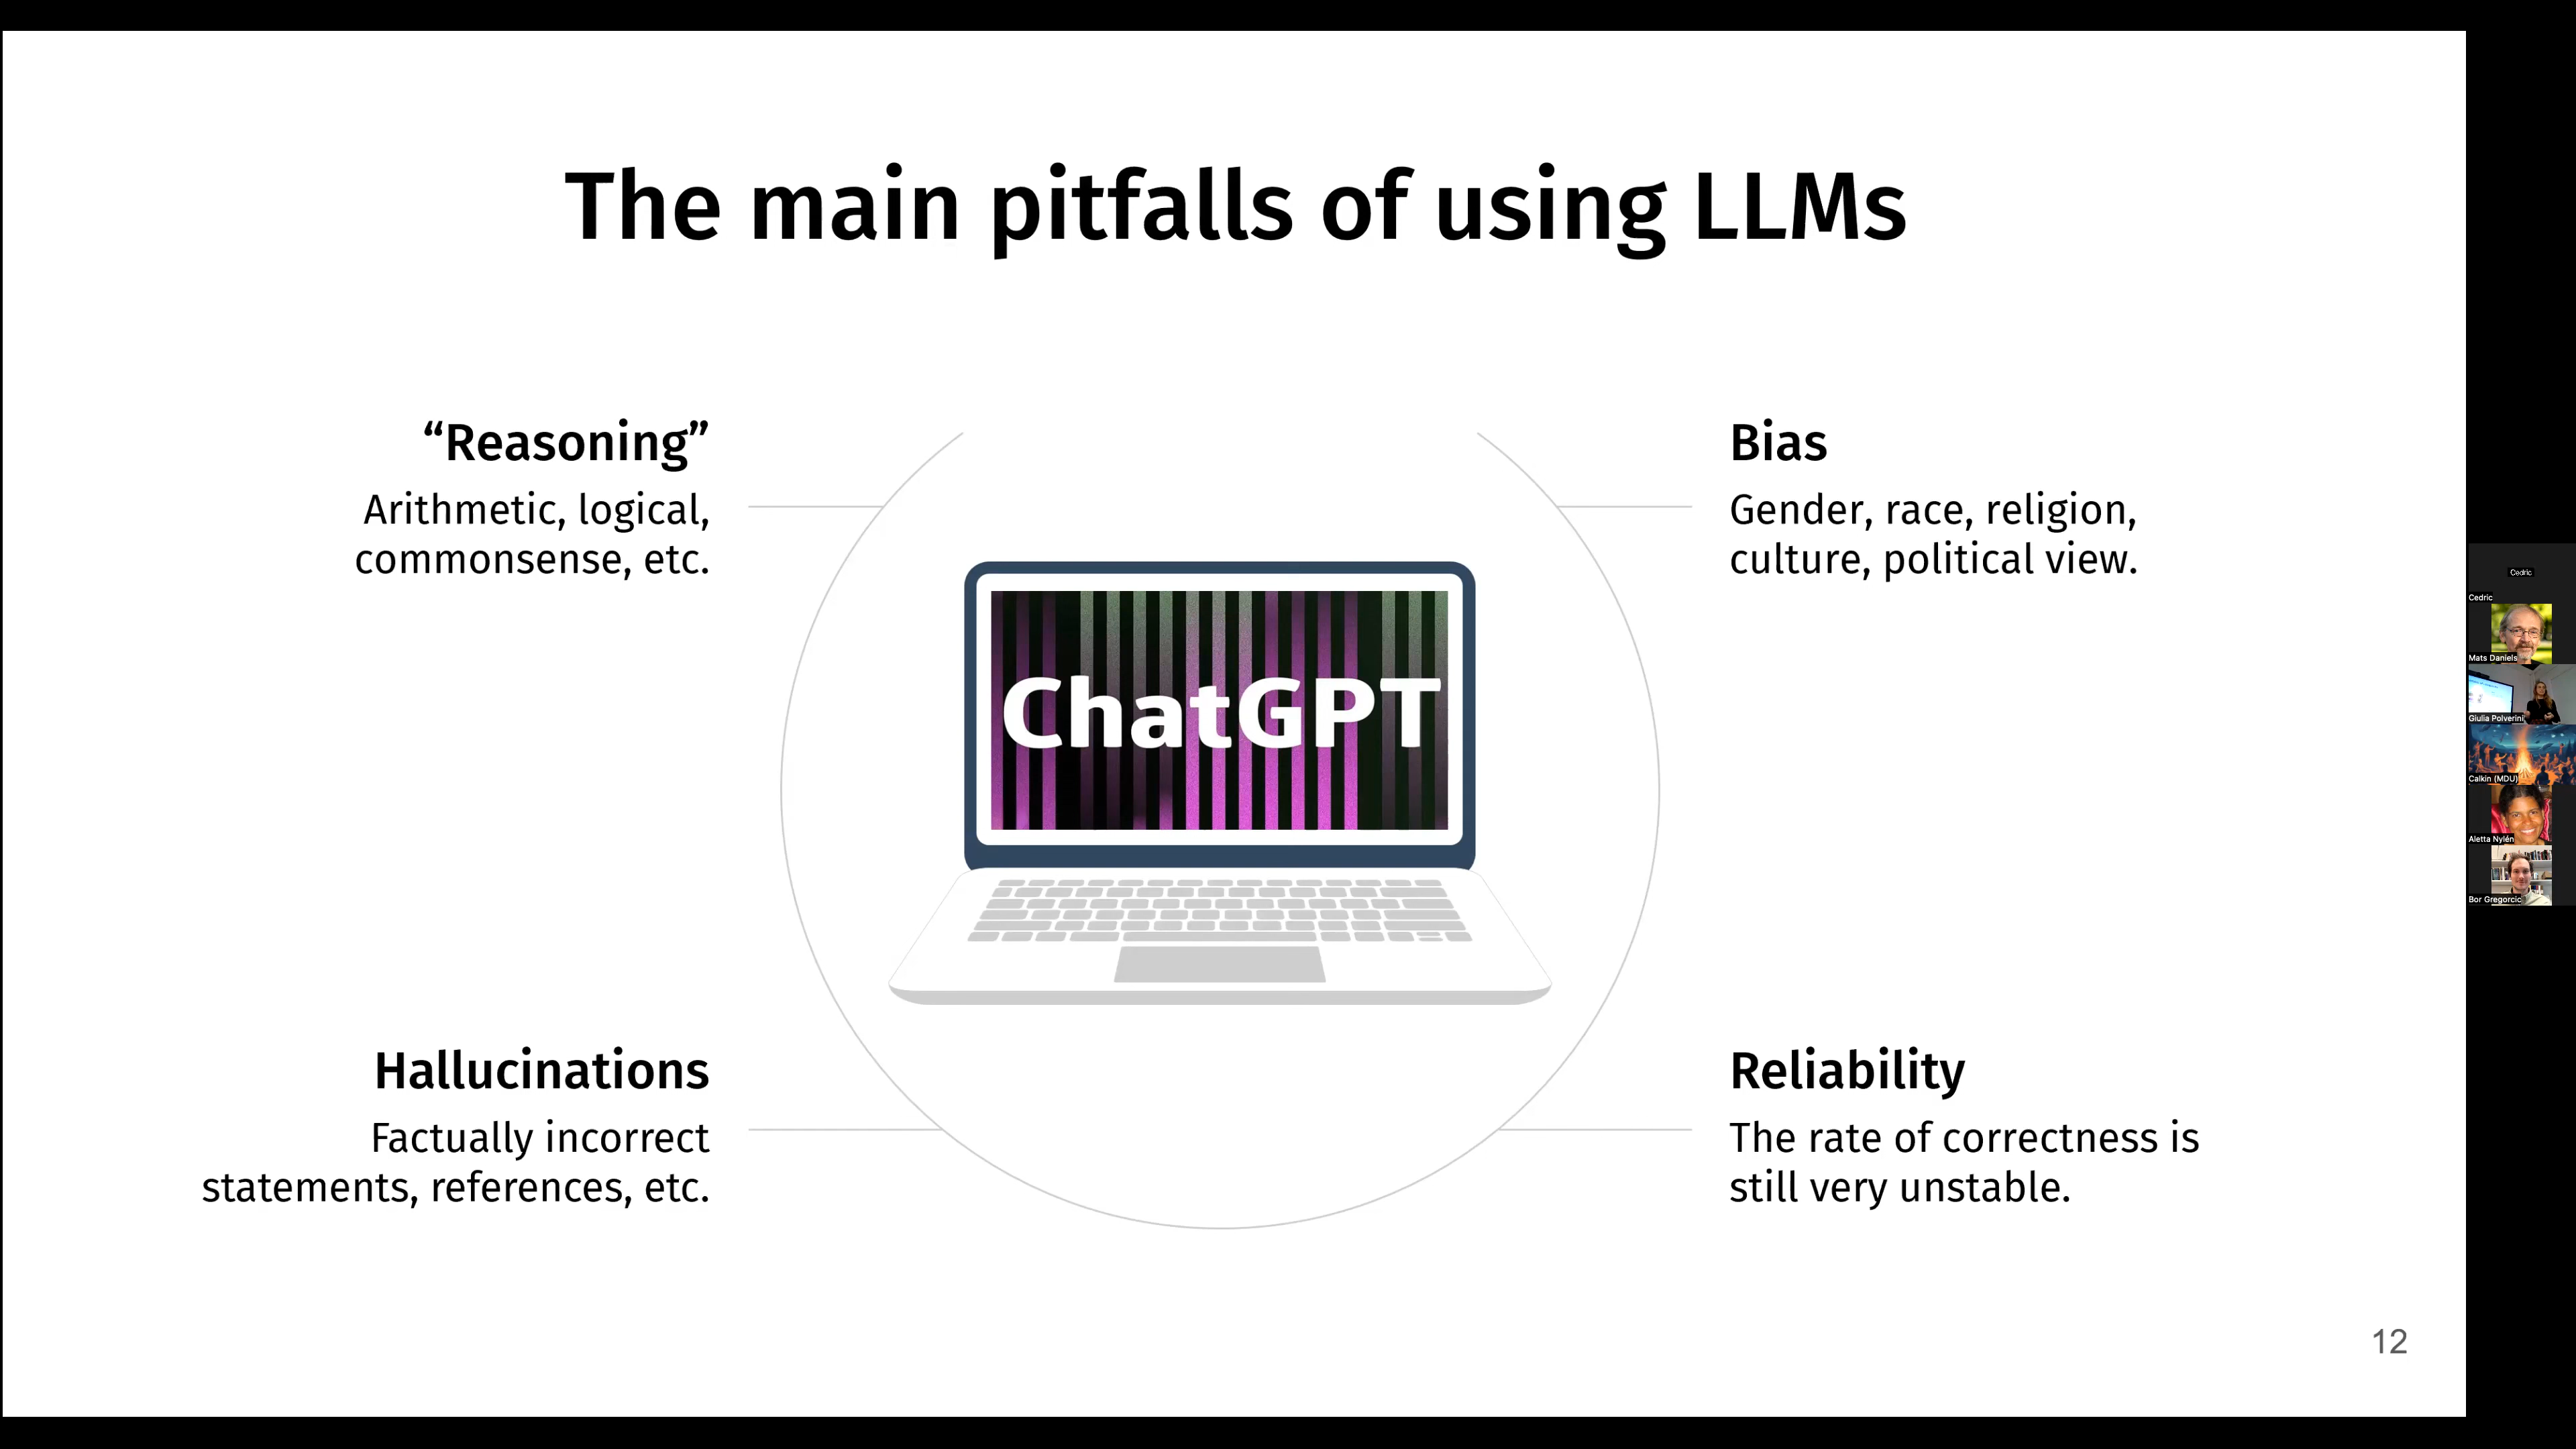 The main pitfalls of using LLMs
“Reasoning”
Arithmetic, logical,
commonsense, etc.
Bias
Gender, race, religion,
culture, political view.
ChatGPT
Hallucinations
Factually incorrect
statements, references, etc.
Reliability
The rate of correctness is
still very unstable.
12
Cedric
Cedric
Mats Daniels
Giulia Polverini
Calkin (MDU)
Aletta Nylén
Bor Gregorcic